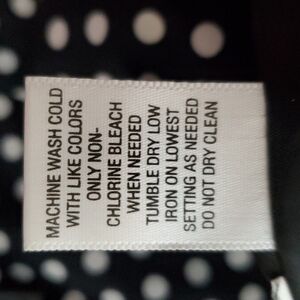 MACHINE WASH COLD
WITH LIKE COLORS
ONLY NON-
CHLORINE BLEACH
WHEN NEEDED
TUMBLE DRY LOW
IRON ON LOWEST
SETTING AS NEEDED
DO NOT DRY CLEAN